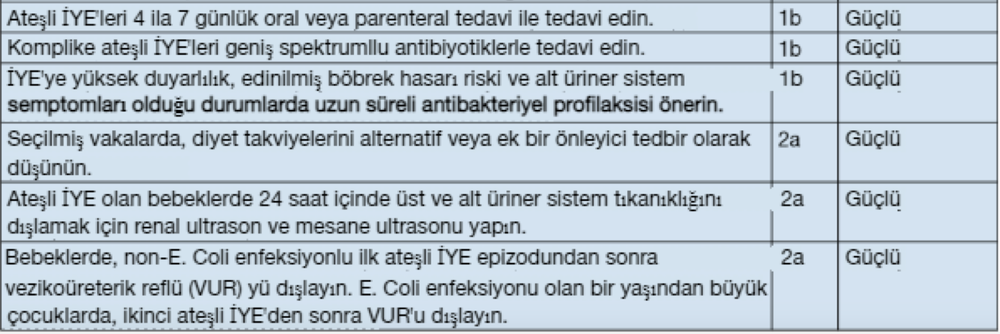 Ateşli İYE'leri 4 ila 7 günlük oral veya parenteral tedavi ile tedavi edin. 1b Güçlü
Komplike ateşli İYE'leri geniş spektrumllu antibiyotiklerle tedavi edin. 1b Güçlü
İYE'ye yüksek duyarlılık, edinilmiş böbrek hasarı riski ve alt üriner sistem 1b Güçlü
semptomları olduğu durumlarda uzun süreli antibakteriyel profilaksisi önerin.
Seçilmiş vakalarda, diyet takviyelerini alternatif veya ek bir önleyici tedbir olarak 2a Güçlü
düşünün.
Ateşli İYE olan bebeklerde 24 saat içinde üst ve alt üriner sistem tıkanıklığını 2a Güçlü
dışlamak için renal ultrason ve mesane ultrasonu yapın.
Bebeklerde, non-E. Coli enfeksiyonlu ilk ateşli İYE epizodundan sonra 2a Güçlü
vezikoüreterik reflü (VUR) yü dışlayın. E. Coli enfeksiyonu olan bir yaşından büyük
çocuklarda, ikinci ateşli İYE'den sonra VUR'u dışlayın.